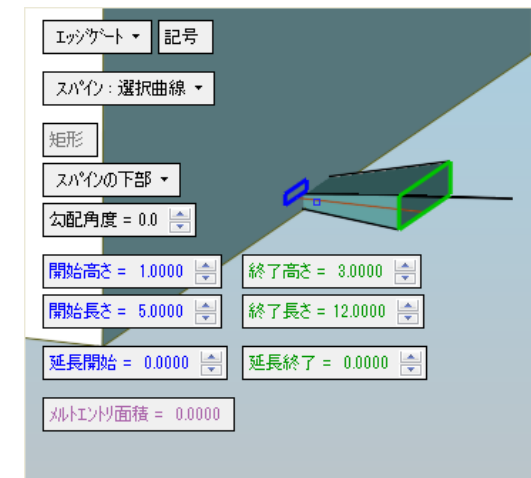 ｴｯｼﾞｹﾞｰﾄ 記号
ｽﾊﾟｲﾝ : 選択曲線
矩形
ｽﾊﾟｲﾝの下部
勾配角度 = 0.0
開始高さ = 1.0000 終了高さ = 3.0000
開始長さ = 5.0000 終了長さ = 12.0000
延長開始 = 0.0000 延長終了 = 0.0000
ﾒﾙﾄｴﾝﾄﾘ面積 = 0.0000